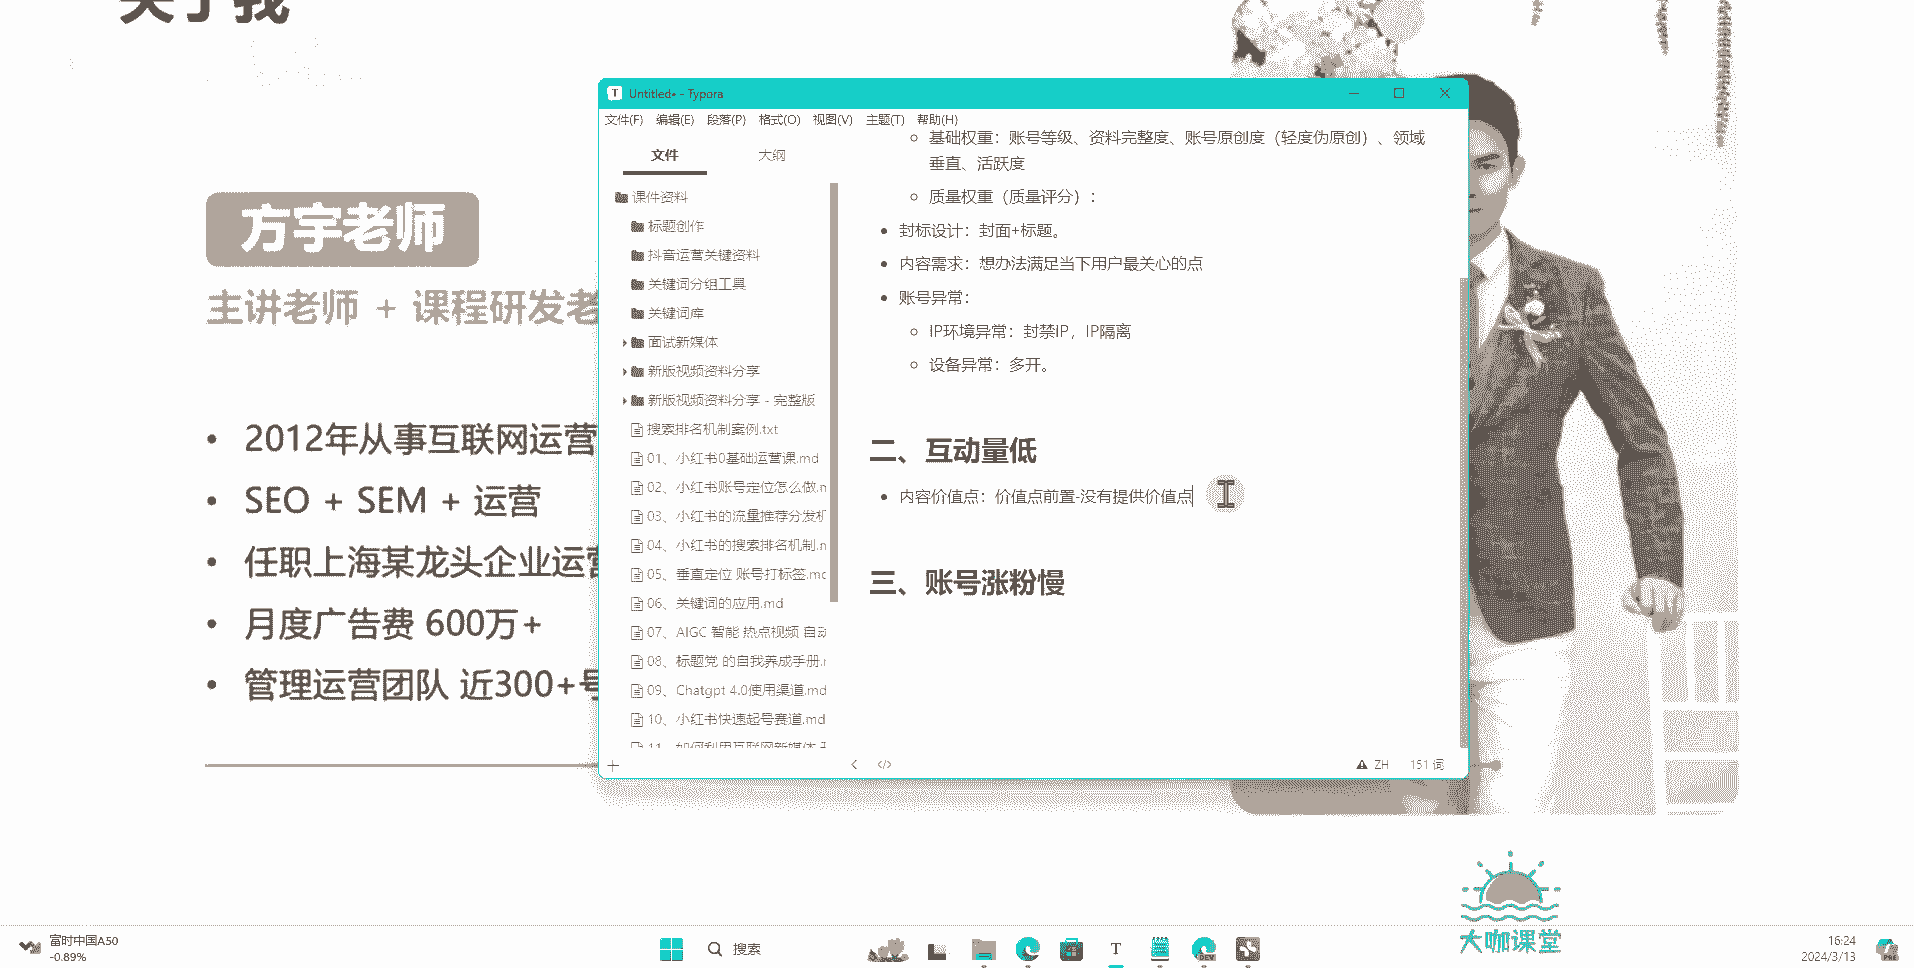 关于我
方宇老师
主讲老师 + 课程研发老
2012年从事互联网运营
SEO + SEM + 运营
任职上海某龙头企业运营
月度广告费 600万+
管理运营团队 近300+号
Untitled• - Typora
文件(F) 编辑(E) 段落(P) 格式(O) 视图(V) 主题(T) 帮助(H)
文件 大纲
课件资料
标题创作
抖音运营关键资料
关键词分组工具
关键词库
面试新媒体
新版视频资料分享
新版视频资料分享 - 完整版
搜索排名机制案例.txt
01、小红书0基础运营课.md
02、小红书账号定位怎么做.m
03、小红书的流量推荐分发机
04、小红书的搜索排名机制.m
05、垂直定位 账号打标签.md
06、关键词的应用.md
07、AIGC 智能 热点视频 自动
08、标题党 的自我养成手册.m
09、Chatgpt 4.0使用渠道.md
10、小红书快速起号赛道.md
11、如何利用互联网新媒体
基础权重：账号等级、资料完整度、账号原创度（轻度伪原创）、领域
垂直、活跃度
质量权重（质量评分）：
封标设计：封面+标题。
内容需求：想办法满足当下用户最关心的点
账号异常：
IP环境异常：封禁IP，IP隔离
设备异常：多开。
二、互动量低
内容价值点：价值点前置-没有提供价值点
三、账号涨粉慢
ZH 151 词
大咖课堂
富时中国A50
-0.89%
搜索
T
DEV
16:24
2024/3/13
PRE